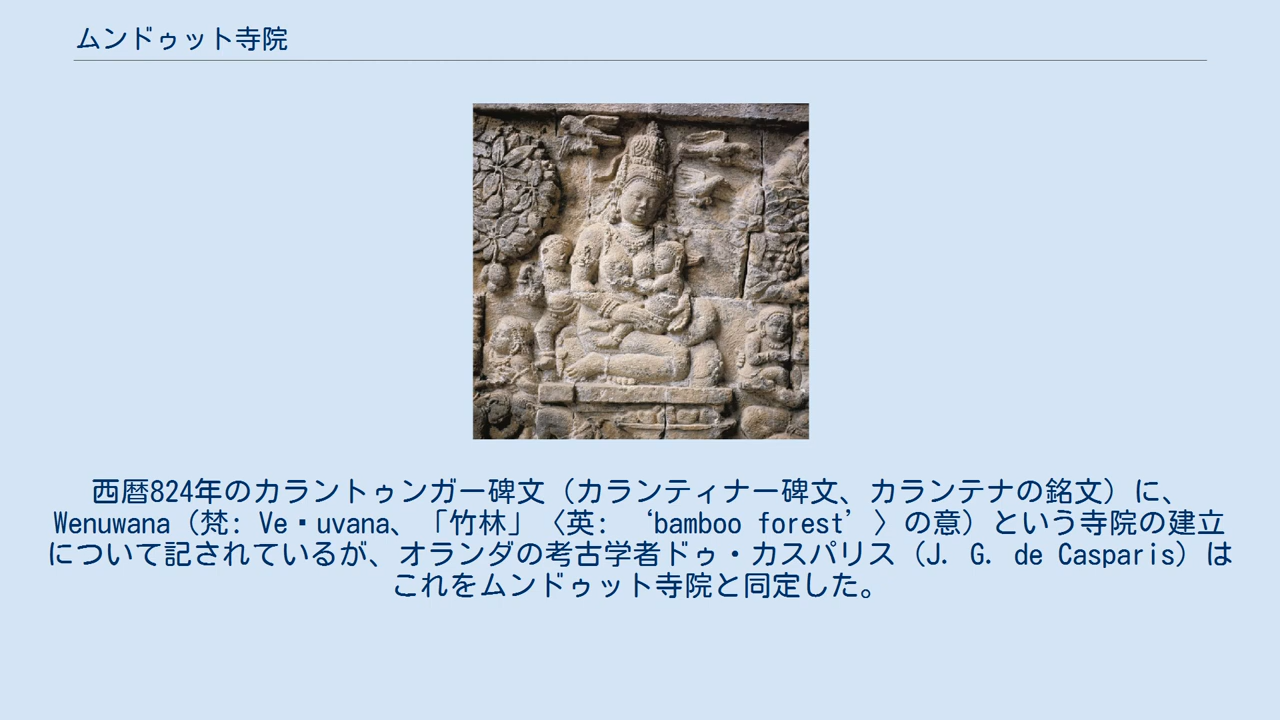 ムンドゥット寺院
西暦824年のカラントゥンガー碑文（カランティナー碑文、カランテナの銘文）に、
Wenuwana（梵: Ve▪uvana、「竹林」〈英: ‘bamboo forest’〉の意）という寺院の建立
について記されているが、オランダの考古学者ドゥ・カスパリス（J. G. de Casparis）は
これをムンドゥット寺院と同定した。